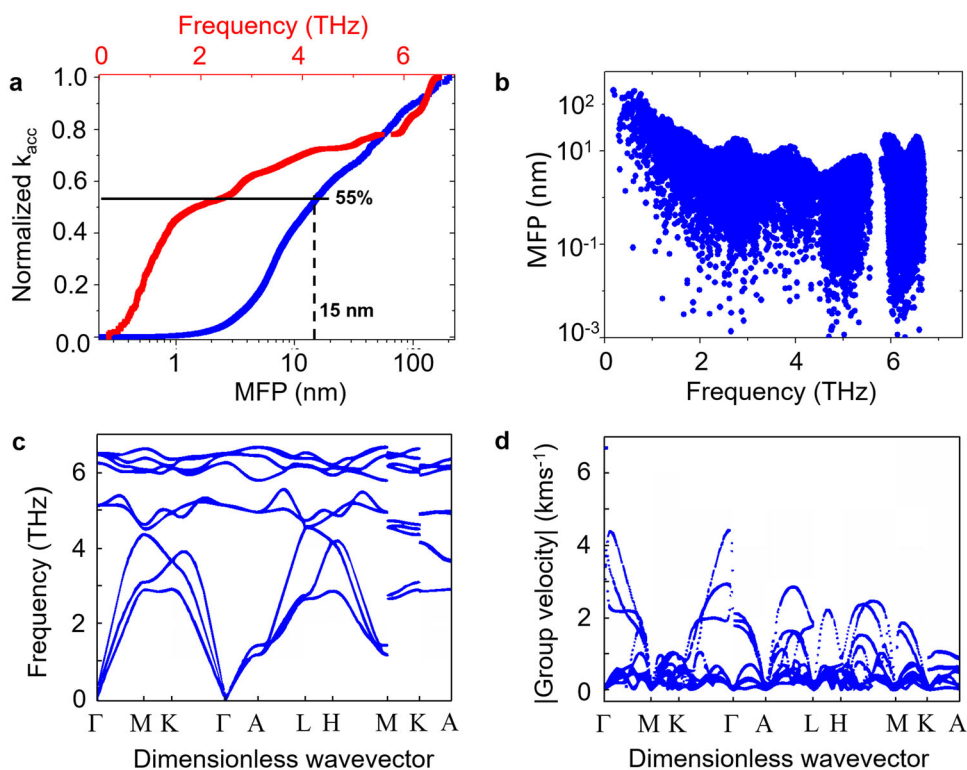 a
Frequency (THz)
0 2 4 6
Normalized k_acc
1.0
0.8
0.6
0.4
0.2
0.0
55%
15 nm
1 10 100
MFP (nm)
b
MFP (nm)
10^2
10^1
10^-1
10^-3
0 2 4 6
Frequency (THz)
c
Frequency (THz)
6
4
2
0
Γ M K Γ A L H M K A
Dimensionless wavevector
d
|Group velocity| (kms^-1)
6
4
2
0
Γ M K Γ A L H M K A
Dimensionless wavevector